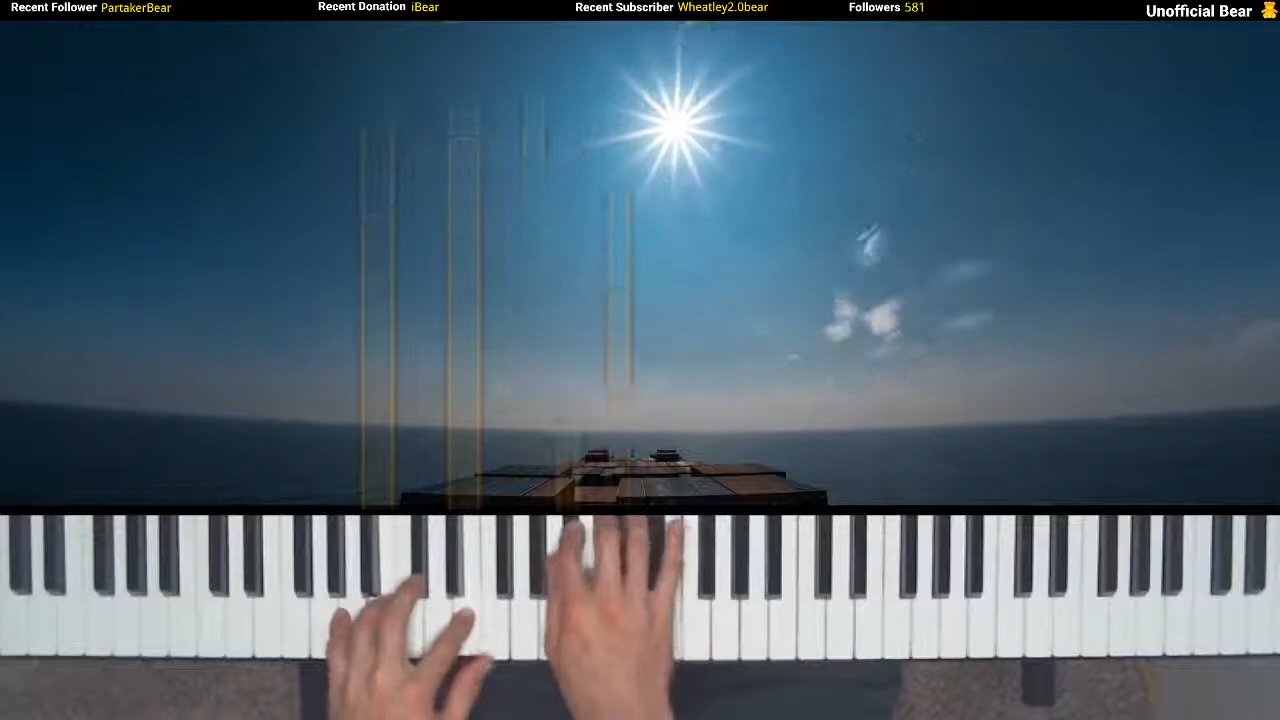 Recent Follower PartakerBear
Recent Donation iBear
Recent Subscriber Wheatley2.0bear
Followers 581
Unofficial Bear